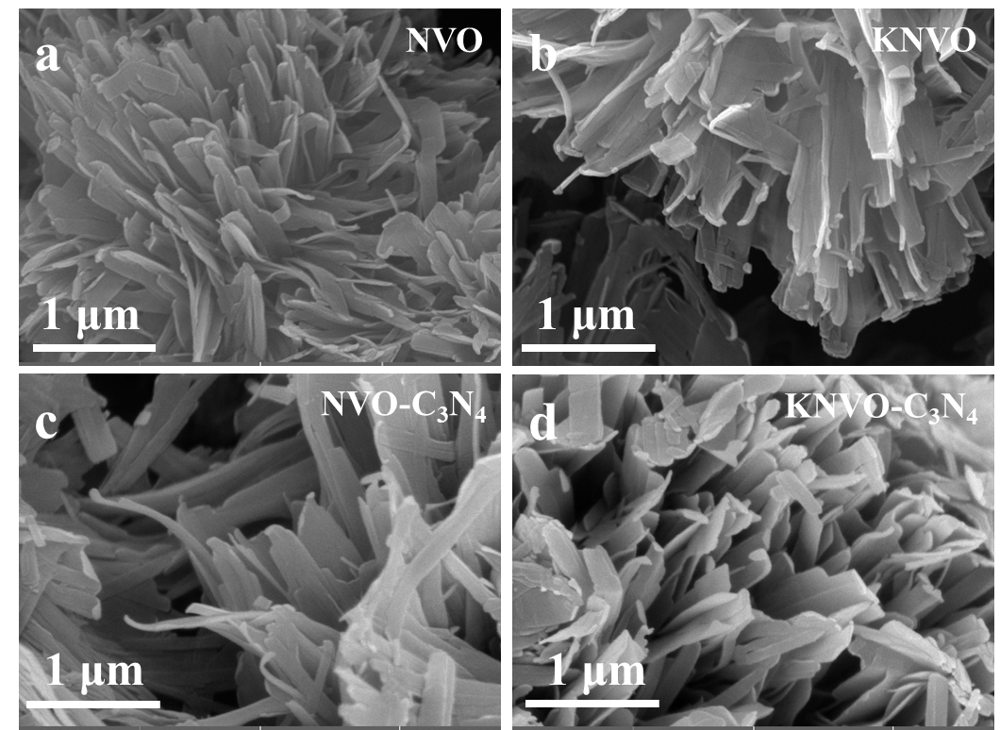 a
NVO
1 μm
b
KNVO
1 μm
c
NVO-C₃N₄
1 μm
d
KNVO-C₃N₄
1 μm